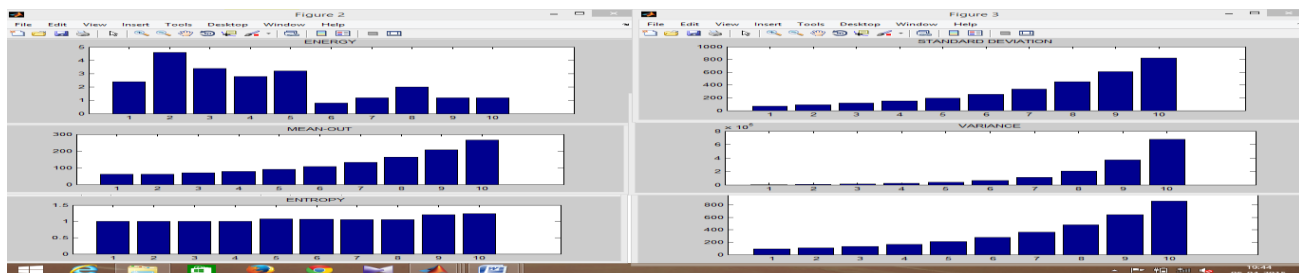 Figure 2
File Edit View Insert Tools Desktop Window Help
ENERGY
5
4
3
2
1
0
1 2 3 4 5 6 7 8 9 10
MEAN-OUT
300
200
100
0
1 2 3 4 5 6 7 8 9 10
ENTROPY
1.5
1
0.5
0
1 2 3 4 5 6 7 8 9 10
Figure 3
File Edit View Insert Tools Desktop Window Help
STANDARD DEVIATION
1000
800
600
400
200
0
1 2 3 4 5 6 7 8 9 10
VARIANCE
8
6
4
2
0
1 2 3 4 5 6 7 8 9 10
800
600
400
200
0
1 2 3 4 5 6 7 8 9 10
19:44